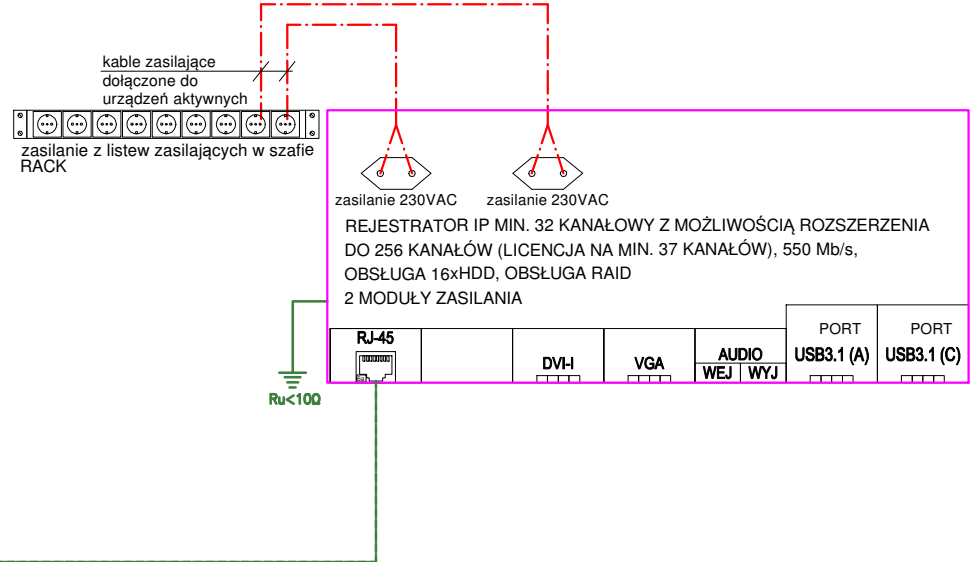 kable zasilające
dołączone do
urządzeń aktywnych
zasilanie z listew zasilających w szafie
RACK
zasilanie 230VAC
zasilanie 230VAC
REJESTRATOR IP MIN. 32 KANAŁOWY Z MOŻLIWOŚCIĄ ROZSZERZENIA
DO 256 KANAŁÓW (LICENCJA NA MIN. 37 KANAŁÓW), 550 Mb/s,
OBSŁUGA 16xHDD, OBSŁUGA RAID
2 MODUŁY ZASILANIA
RJ-45
DVI-I
VGA
AUDIO
WEJ WYJ
PORT
USB3.1 (A)
PORT
USB3.1 (C)
Ru<10Ω